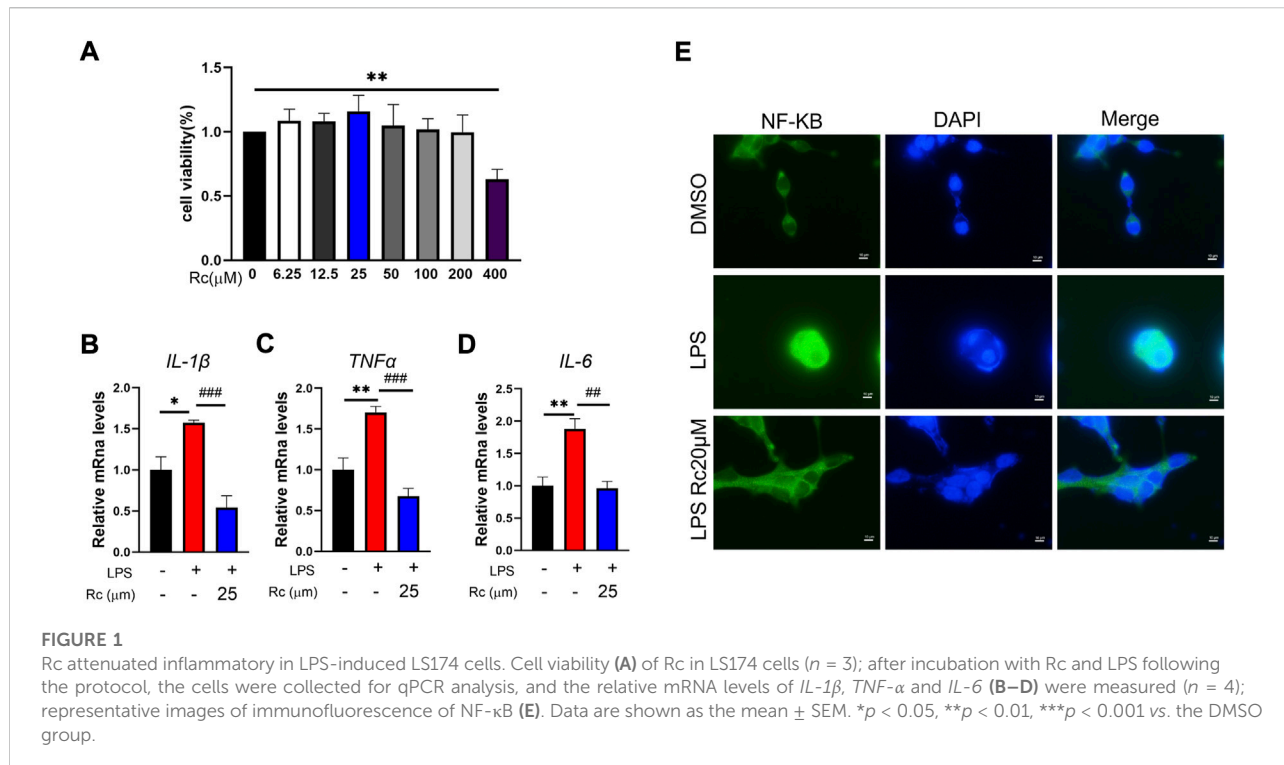 A
**
cell viability(%)
1.5
1.0
0.5
0.0
Rc(μM) 0 6.25 12.5 25 50 100 200 400
B
IL-1β
Relative mRna levels
2.0
1.5
1.0
0.5
0.0
* ###
LPS - + +
Rc (μm) - - 25
C
TNFα
Relative mRna levels
2.0
1.5
1.0
0.5
0.0
** ###
LPS - + +
Rc (μm) - - 25
D
IL-6
Relative mRna levels
2.5
2.0
1.5
1.0
0.5
0.0
** ##
LPS - + +
Rc (μm) - - 25
E
NF-KB DAPI Merge
DMSO
LPS
LPS Rc20μM
FIGURE 1
Rc attenuated inflammatory in LPS-induced LS174 cells. Cell viability (A) of Rc in LS174 cells (n = 3); after incubation with Rc and LPS following
the protocol, the cells were collected for qPCR analysis, and the relative mRNA levels of IL-1β, TNF-α and IL-6 (B–D) were measured (n = 4);
representative images of immunofluorescence of NF-κB (E). Data are shown as the mean ± SEM. *p < 0.05, **p < 0.01, ***p < 0.001 vs. the DMSO
group.